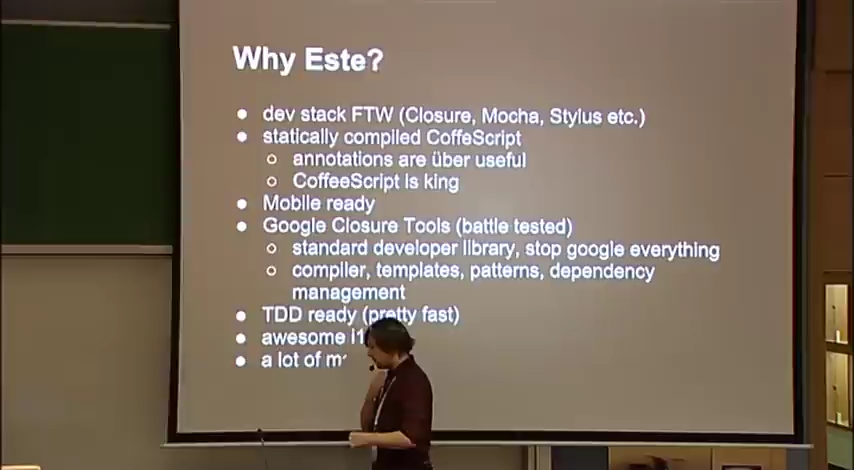 Why Este?
● dev stack FTW (Closure, Mocha, Stylus etc.)
● statically compiled CoffeScript
○ annotations are über useful
○ CoffeeScript is king
● Mobile ready
● Google Closure Tools (battle tested)
○ standard developer library, stop google everything
○ compiler, templates, patterns, dependency
management
● TDD ready (pretty fast)
● awesome
● a lot of